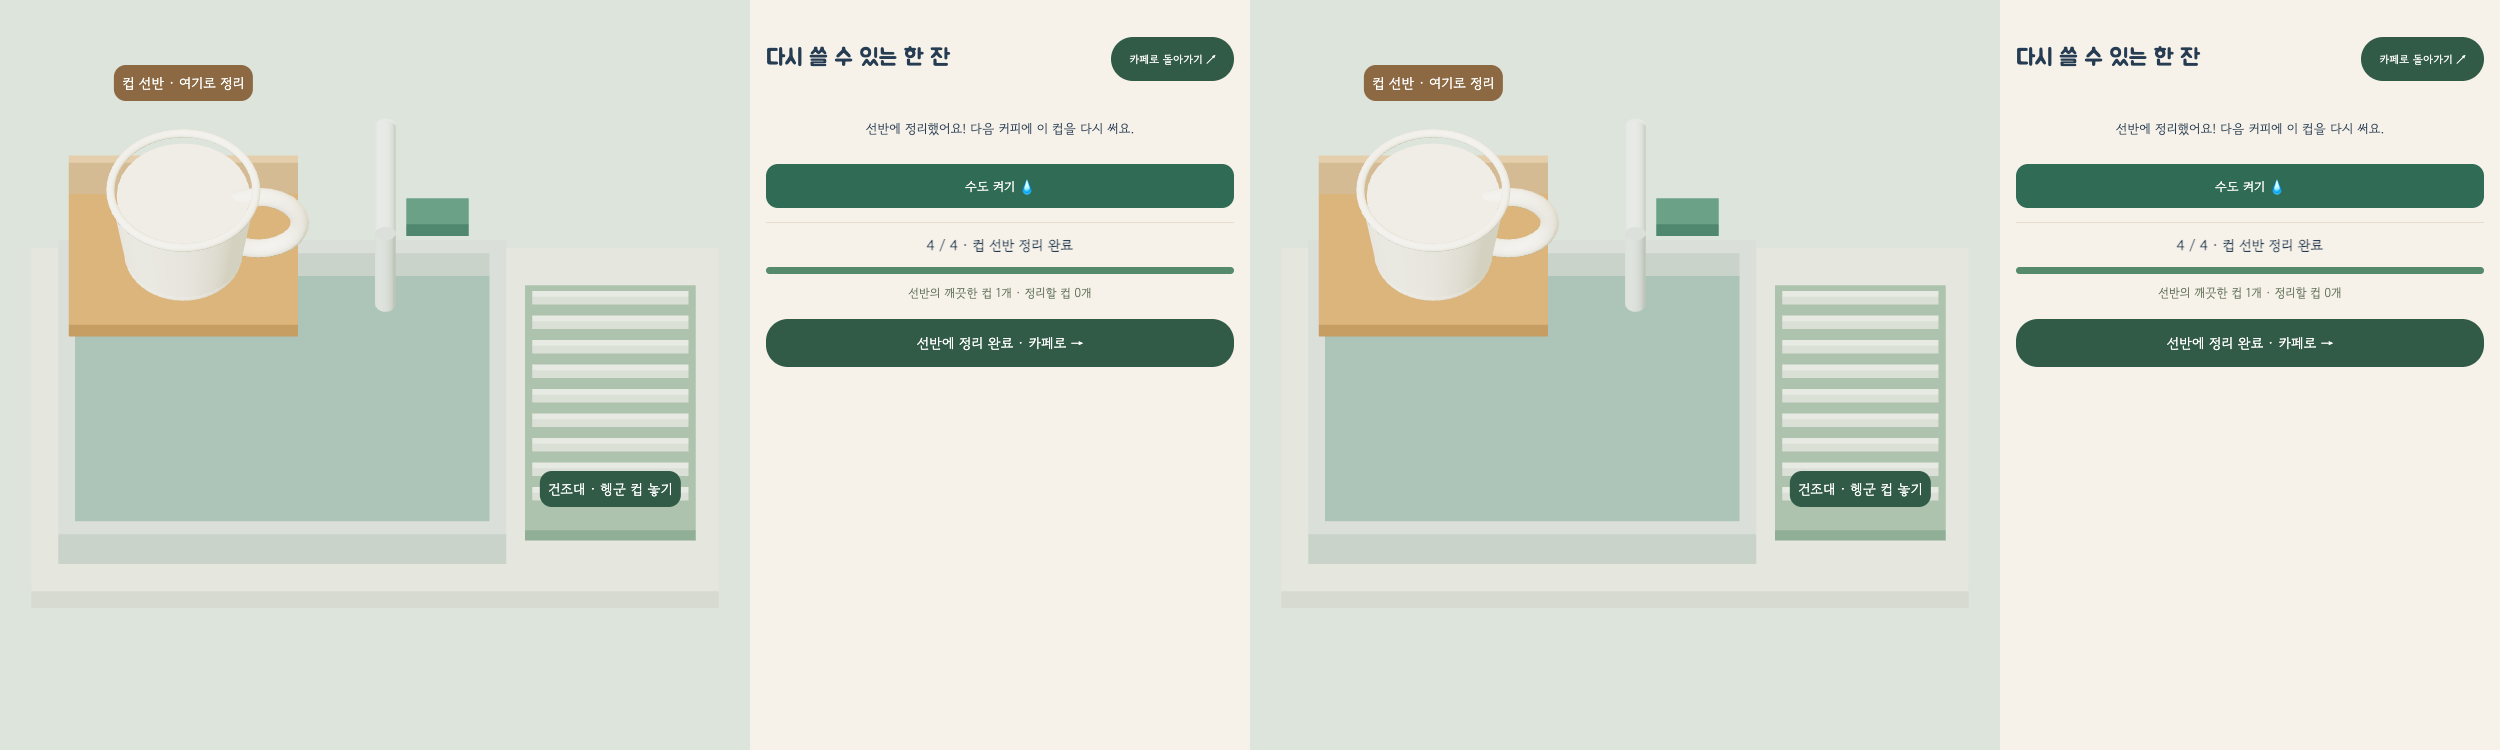 컵 선반 · 여기로 정리
건조대 · 헹군 컵 놓기
다시 쓸 수 있는 한 잔
카페로 돌아가기 ↗
선반에 정리했어요! 다음 커피에 이 컵을 다시 써요.
수도 켜기 💧
4 / 4 · 컵 선반 정리 완료
선반의 깨끗한 컵 1개 · 정리할 컵 0개
선반에 정리 완료 · 카페로 →
컵 선반 · 여기로 정리
건조대 · 헹군 컵 놓기
다시 쓸 수 있는 한 잔
카페로 돌아가기 ↗
선반에 정리했어요! 다음 커피에 이 컵을 다시 써요.
수도 켜기 💧
4 / 4 · 컵 선반 정리 완료
선반의 깨끗한 컵 1개 · 정리할 컵 0개
선반에 정리 완료 · 카페로 →